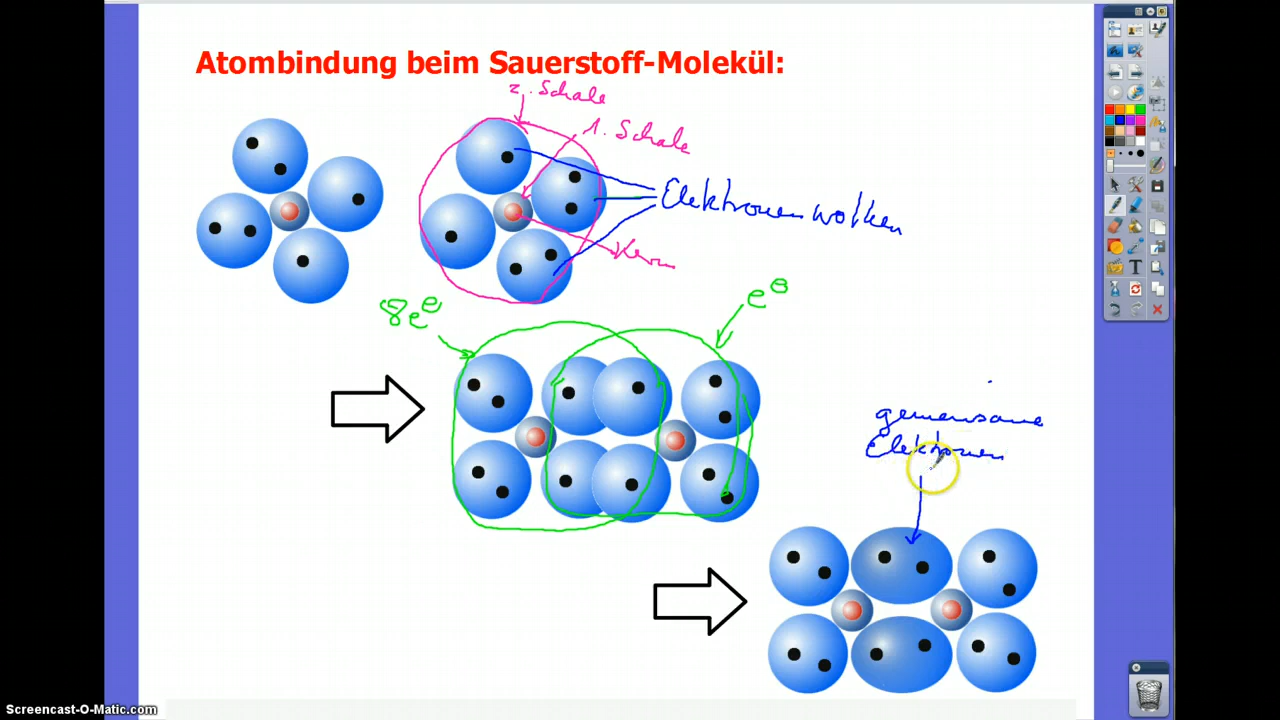 Atombindung beim Sauerstoff-Molekül:
2. Schale
1. Schale
Elektronenwolken
Kern
8e⊖
e⊖
gemeinsame
Elektronen
T
Screencast-O-Matic.com